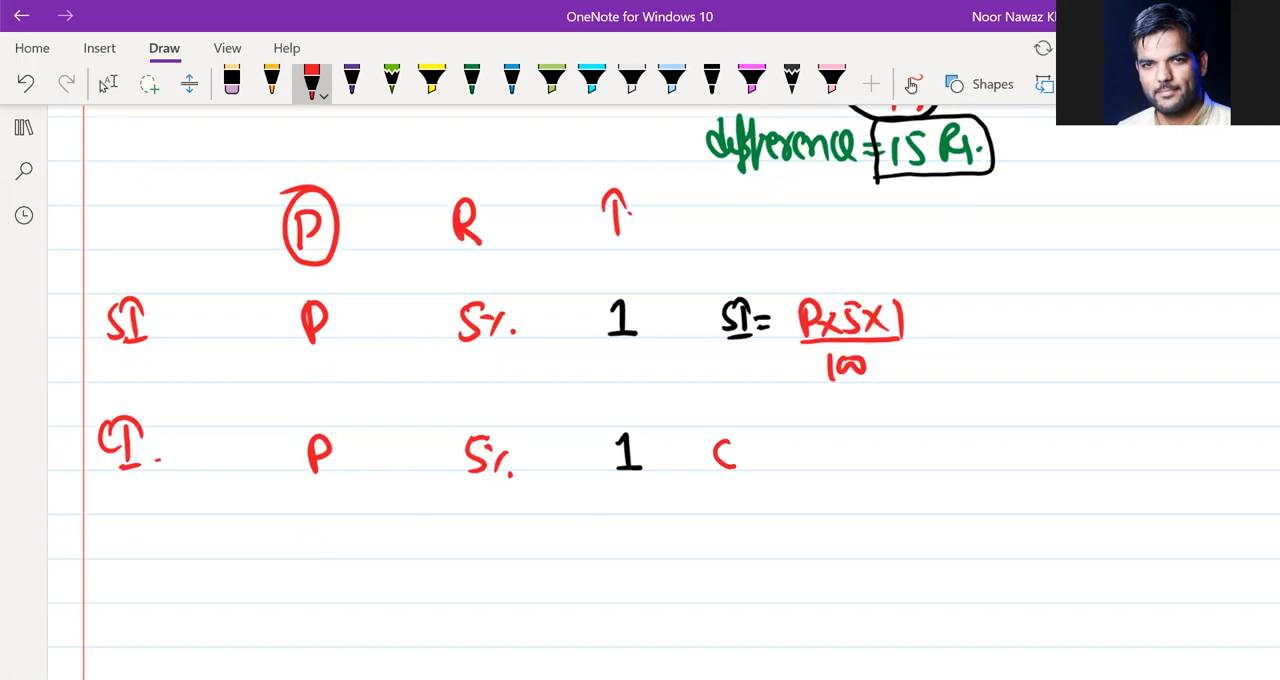 OneNote for Windows 10
Noor Nawaz Kh
Home Insert Draw View Help
Shapes
difference = 15 Rs.
P R T
SI P 5% 1 SI = P×5×1
100
CI. P 5% 1 C